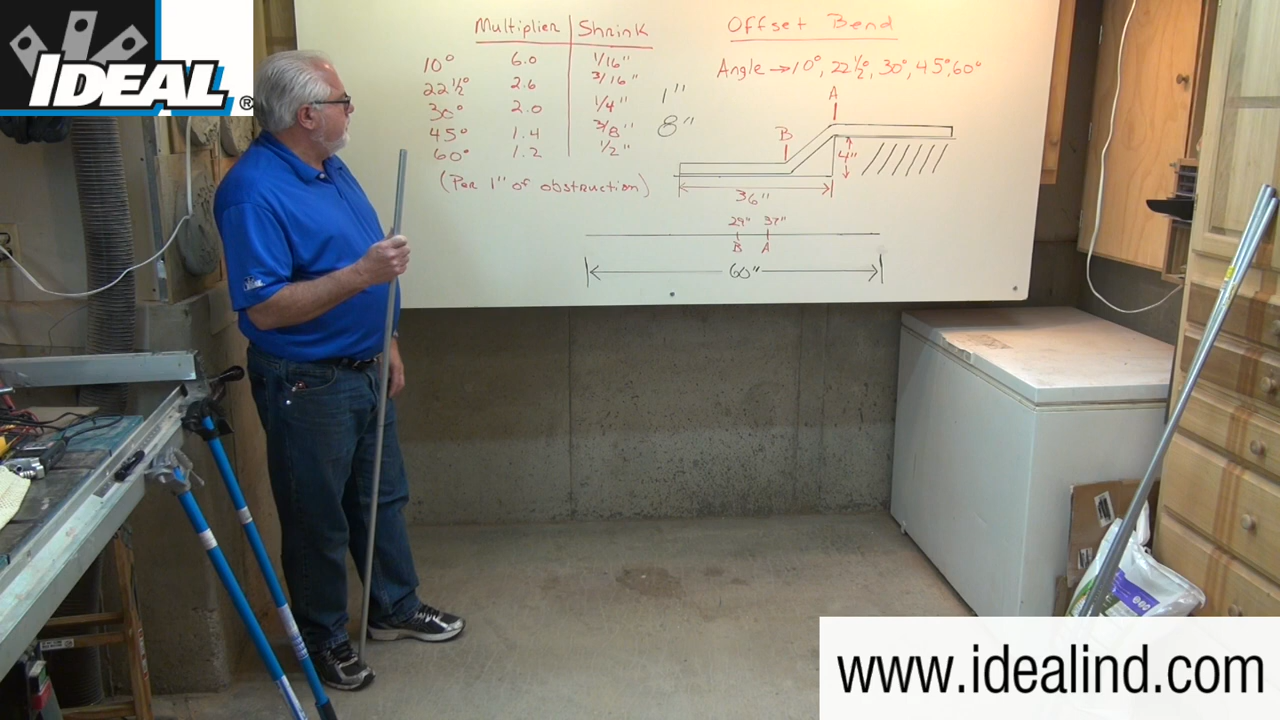 IDEAL®
Multiplier Shrink
10° 6.0 1/16"
22½° 2.6 3/16"
30° 2.0 1/4"
45° 1.4 3/8"
60° 1.2 1/2"
(Per 1" of obstruction)
1"
8"
Offset Bend
Angle → 10°, 22½°, 30°, 45°, 60°
A
B
4"
36"
29" 37"
B A
60"
www.idealind.com